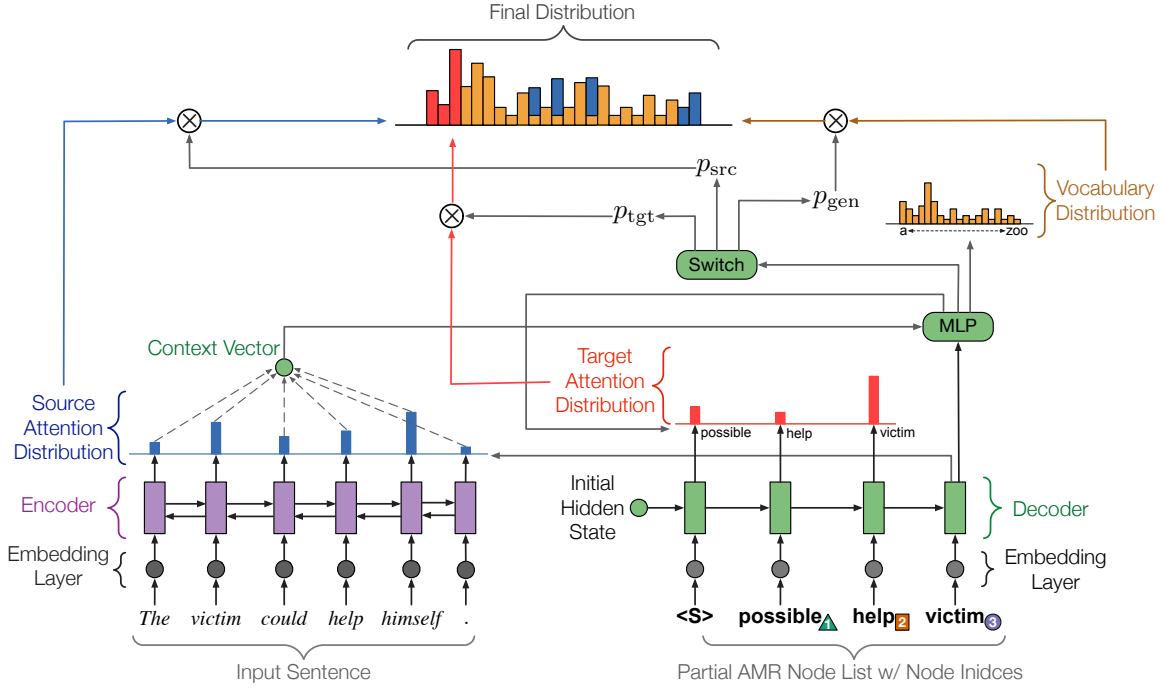 Final Distribution
p_src
p_tgt
p_gen
Vocabulary
Distribution
a
zoo
Switch
MLP
Context Vector
Target
Attention
Distribution
Source
Attention
Distribution
possible
help
victim
Initial
Hidden
State
Encoder
Decoder
Embedding
Layer
Embedding
Layer
The victim could help himself .
<S> possible 1 help 2 victim 3
Input Sentence
Partial AMR Node List w/ Node Inidces